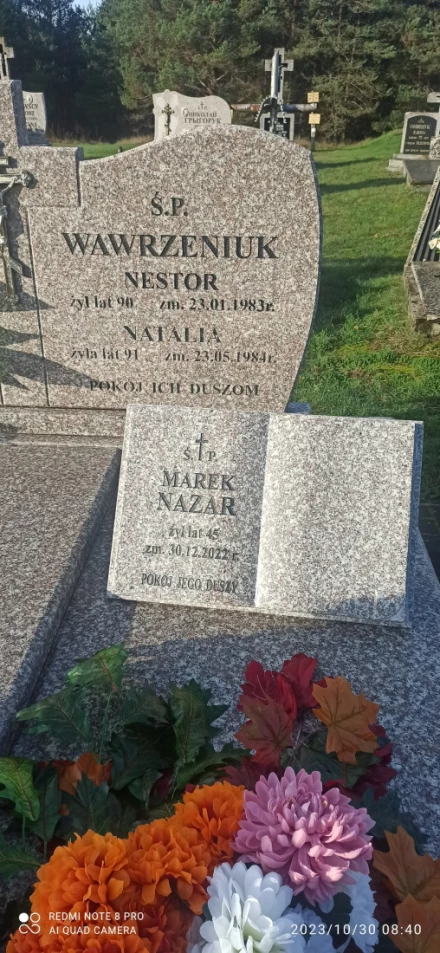 НИКОЛАЙ
ГРЫГОРУК
Ś.P.
WAWRZENIUK
NESTOR
żył lat 90 zm. 23.01.1983r.
NATALIA
żyła lat 91 zm. 23.05.1984r.
POKÓJ ICH DUSZOM
Ś P
MAREK
NAZAR
żył lat 45
zm. 30.12.2022 r.
POKÓJ JEGO DUSZY
REDMI NOTE 8 PRO
AI QUAD CAMERA
2023/10/30 08:40